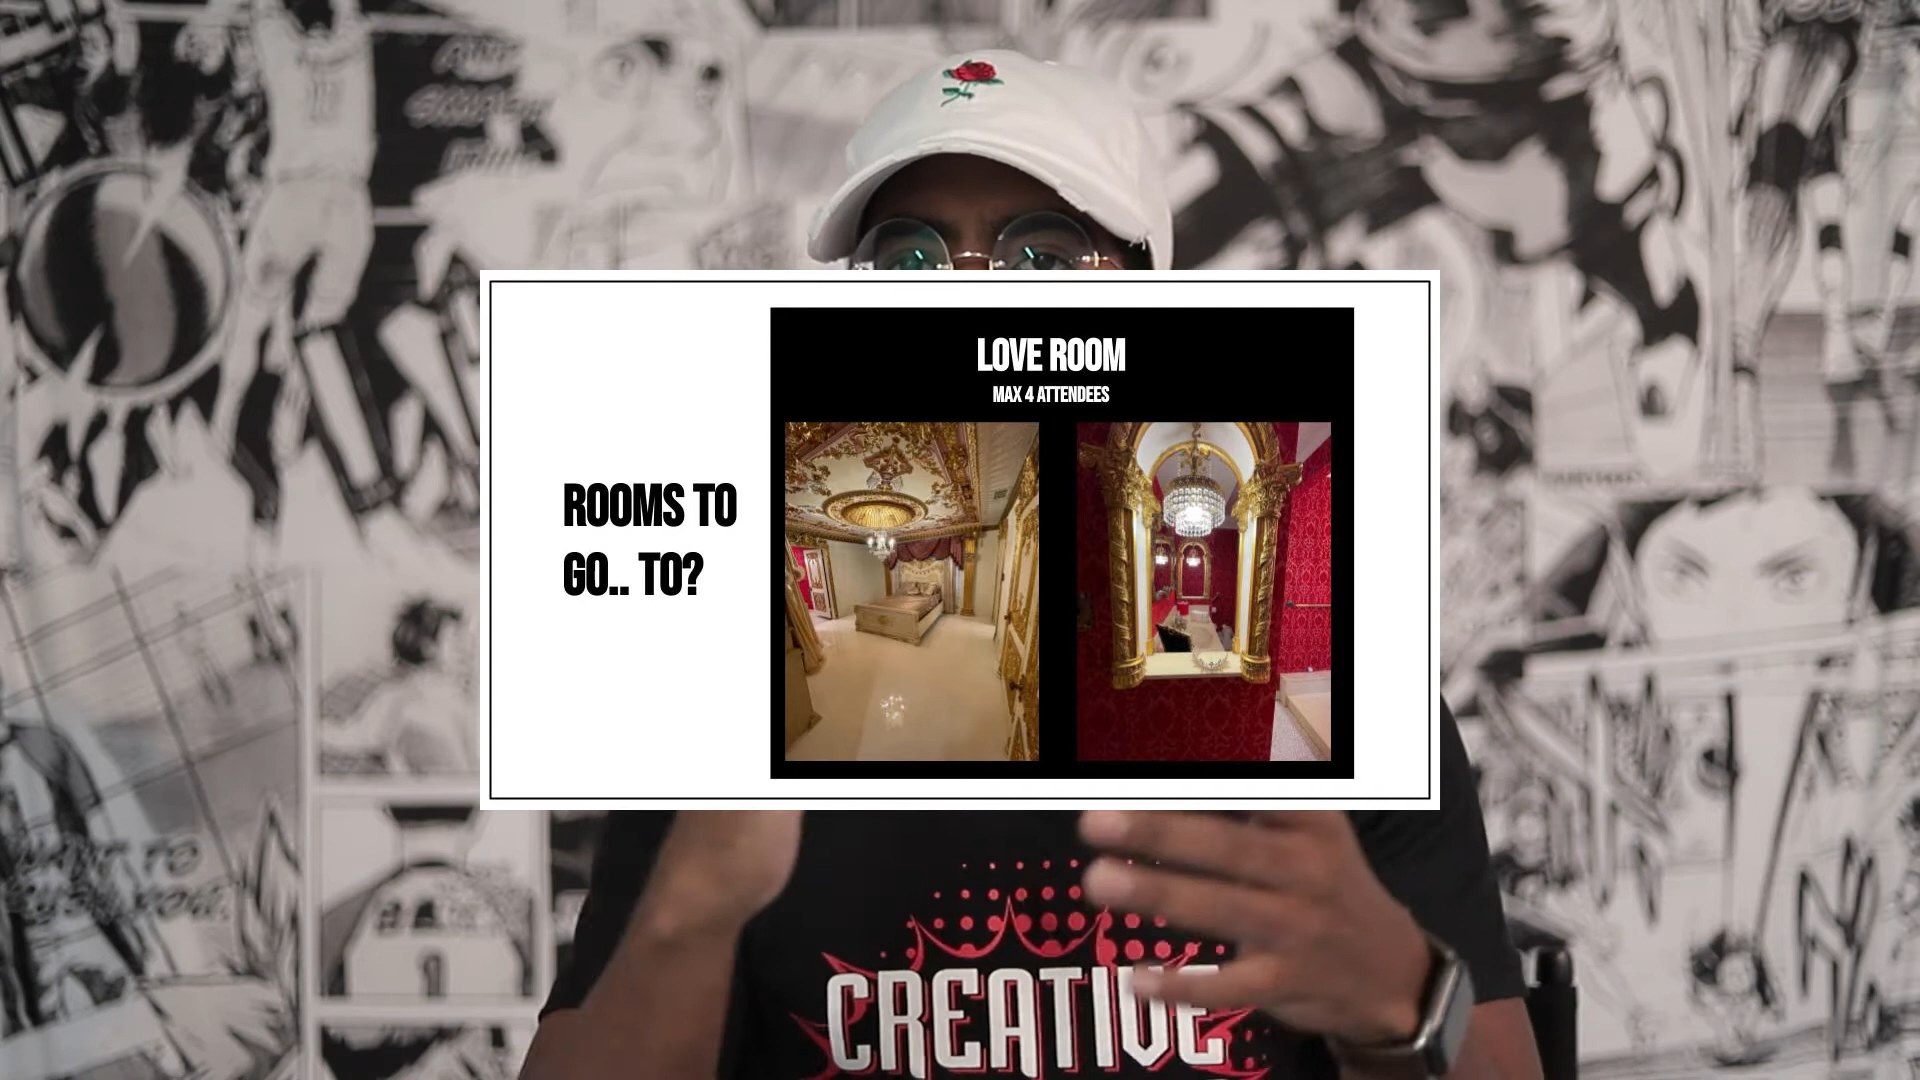 LOVE ROOM
MAX 4 ATTENDEES
ROOMS TO
GO.. TO?
CREATIVE